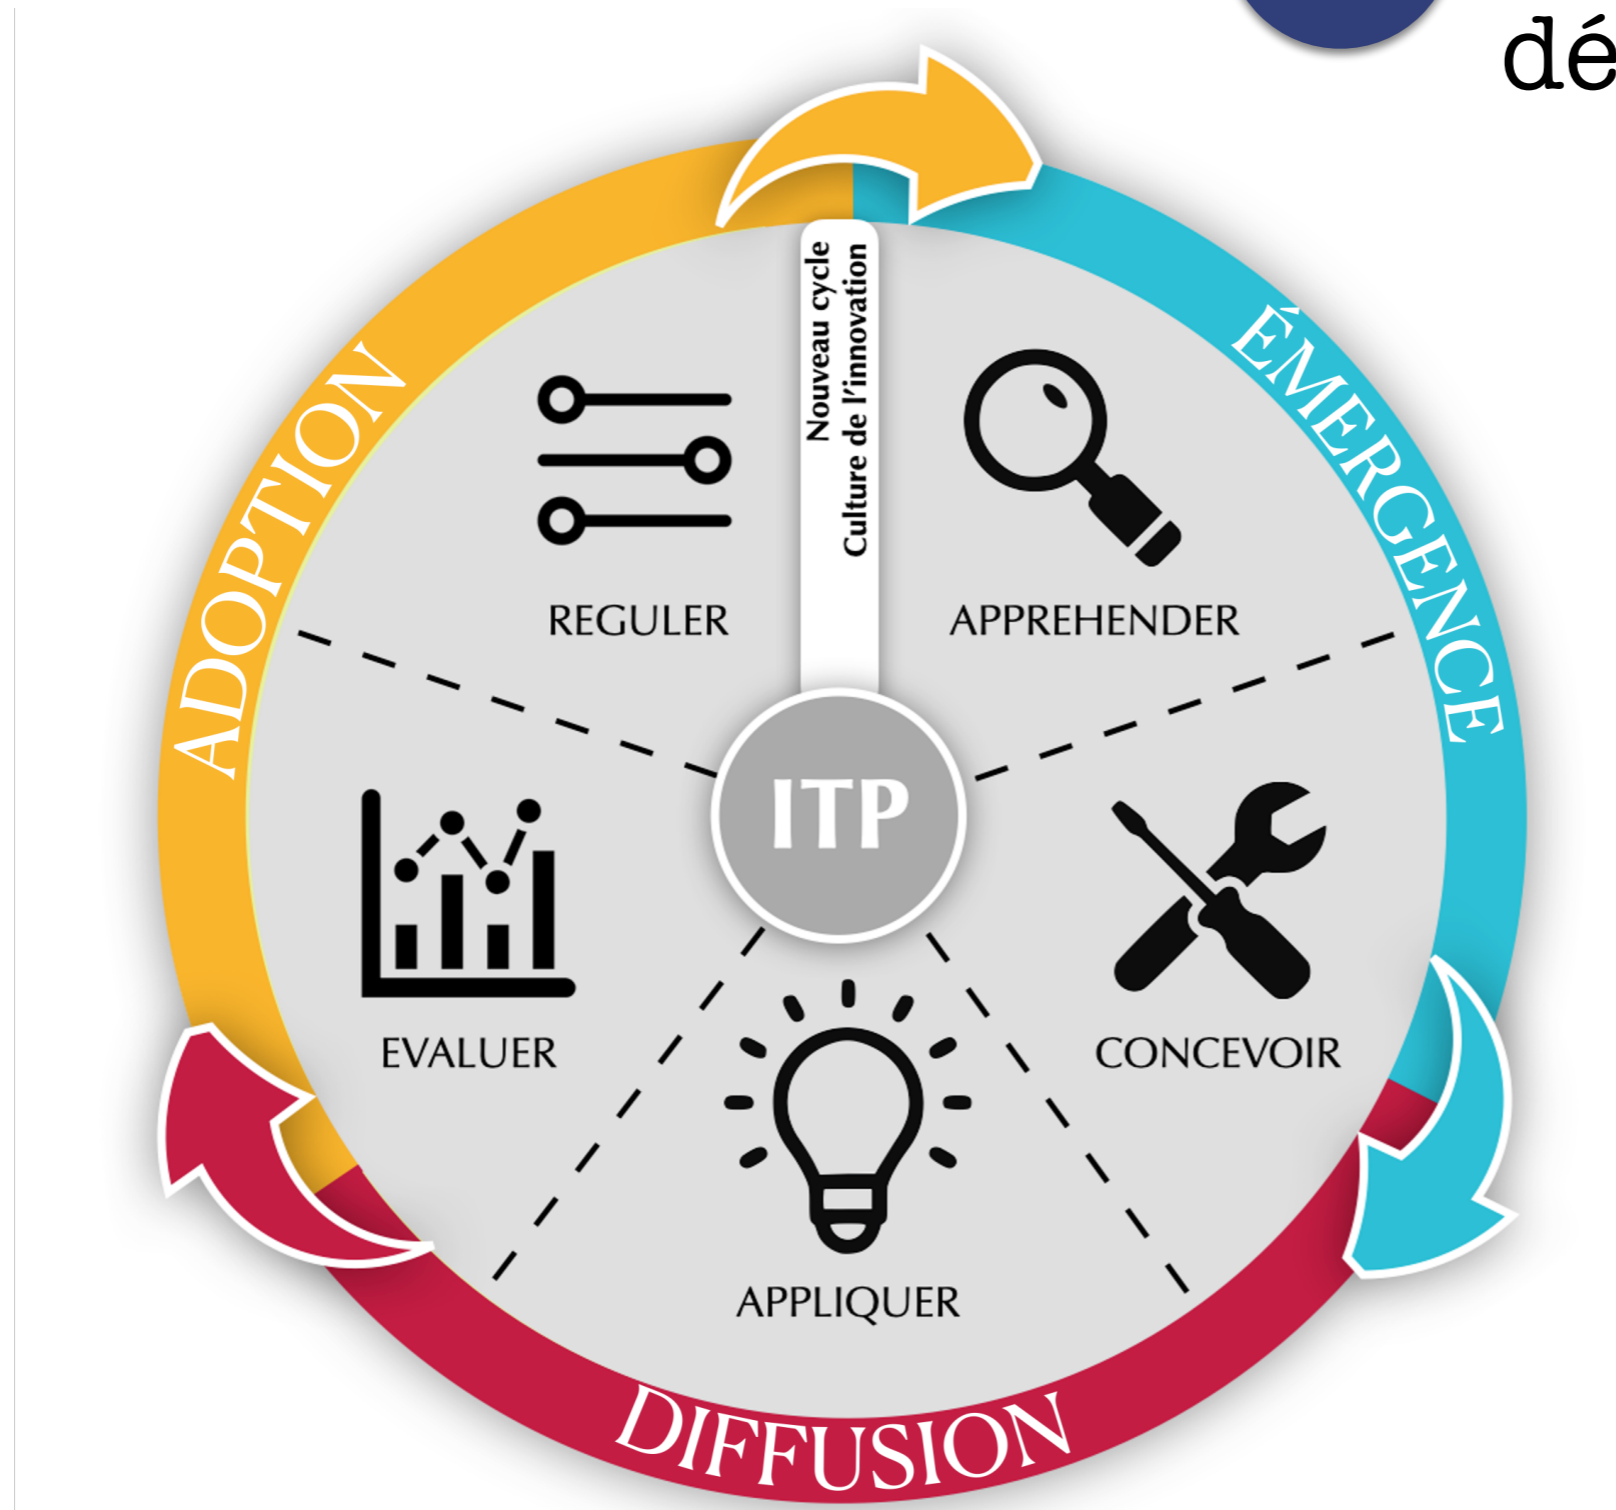 dé
Nouveau cycle
Culture de l'innovation
ÉMERGENCE
ADOPTION
REGULER
APPREHENDER
ITP
EVALUER
CONCEVOIR
APPLIQUER
DIFFUSION